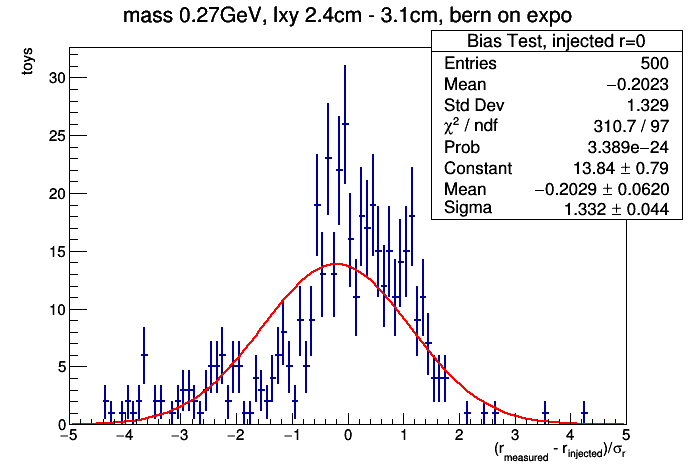 mass 0.27GeV, lxy 2.4cm - 3.1cm, bern on expo
Bias Test, injected r=0
Entries 500
Mean −0.2023
Std Dev 1.329
χ² / ndf 310.7 / 97
Prob 3.389e−24
Constant 13.84 ± 0.79
Mean −0.2029 ± 0.0620
Sigma 1.332 ± 0.044
toys
30
25
20
15
10
5
0
−5 −4 −3 −2 −1 0 1 2 3 4 5
(r_measured - r_injected)/σ_r